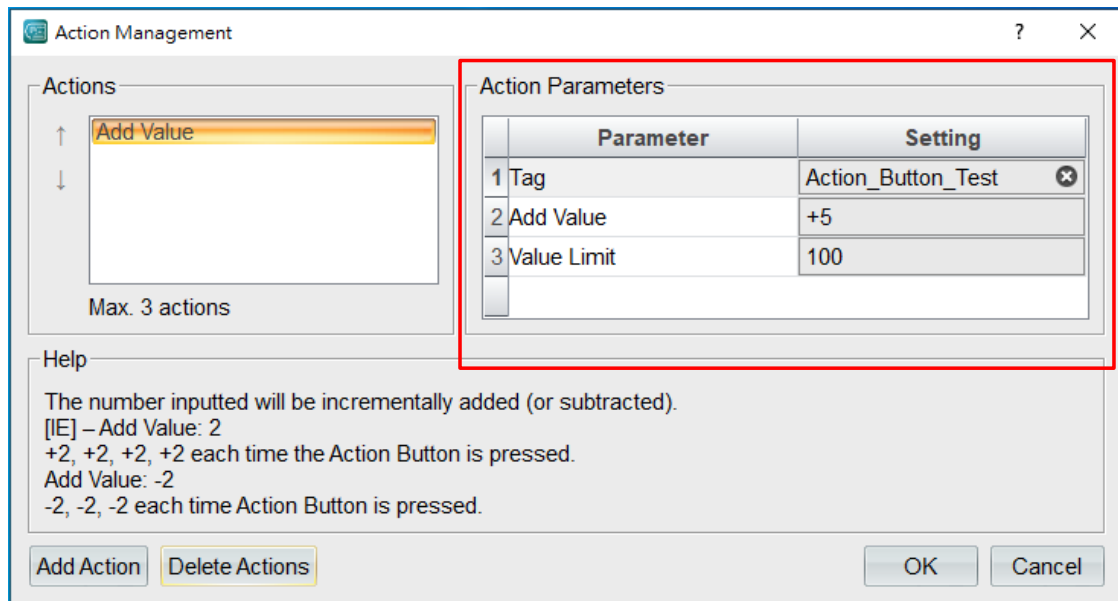 Action Management
?
Actions
↑
Add Value
↓
Max. 3 actions
Action Parameters
Parameter Setting
1 Tag Action_Button_Test
2 Add Value +5
3 Value Limit 100
Help
The number inputted will be incrementally added (or subtracted).
[IE] – Add Value: 2
+2, +2, +2, +2 each time the Action Button is pressed.
Add Value: -2
-2, -2, -2 each time Action Button is pressed.
Add Action Delete Actions OK Cancel